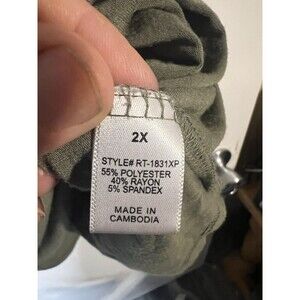 2X
STYLE# RT-1831XP
55% POLYESTER
40% RAYON
5% SPANDEX
MADE IN
CAMBODIA